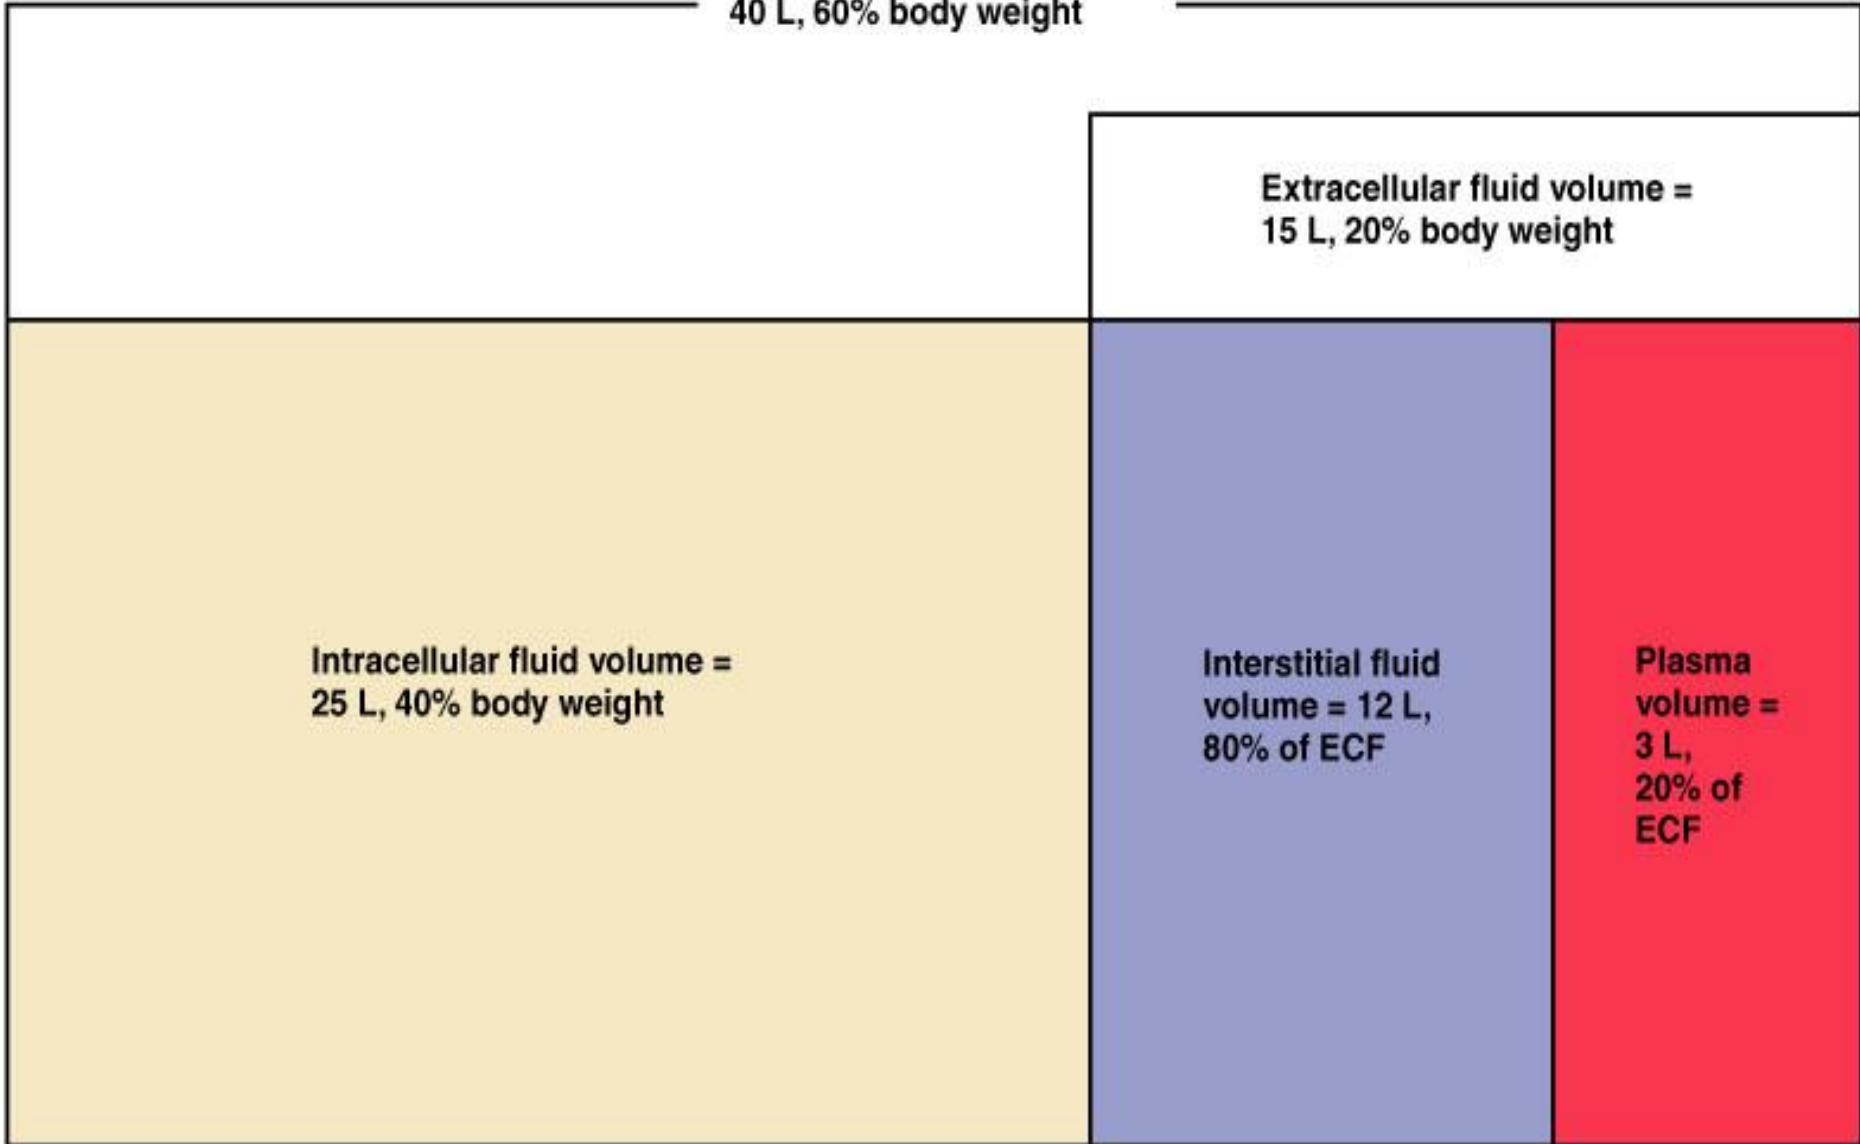 40 L, 60% body weight
Extracellular fluid volume =
15 L, 20% body weight
Intracellular fluid volume =
25 L, 40% body weight
Interstitial fluid
volume = 12 L,
80% of ECF
Plasma
volume =
3 L,
20% of
ECF